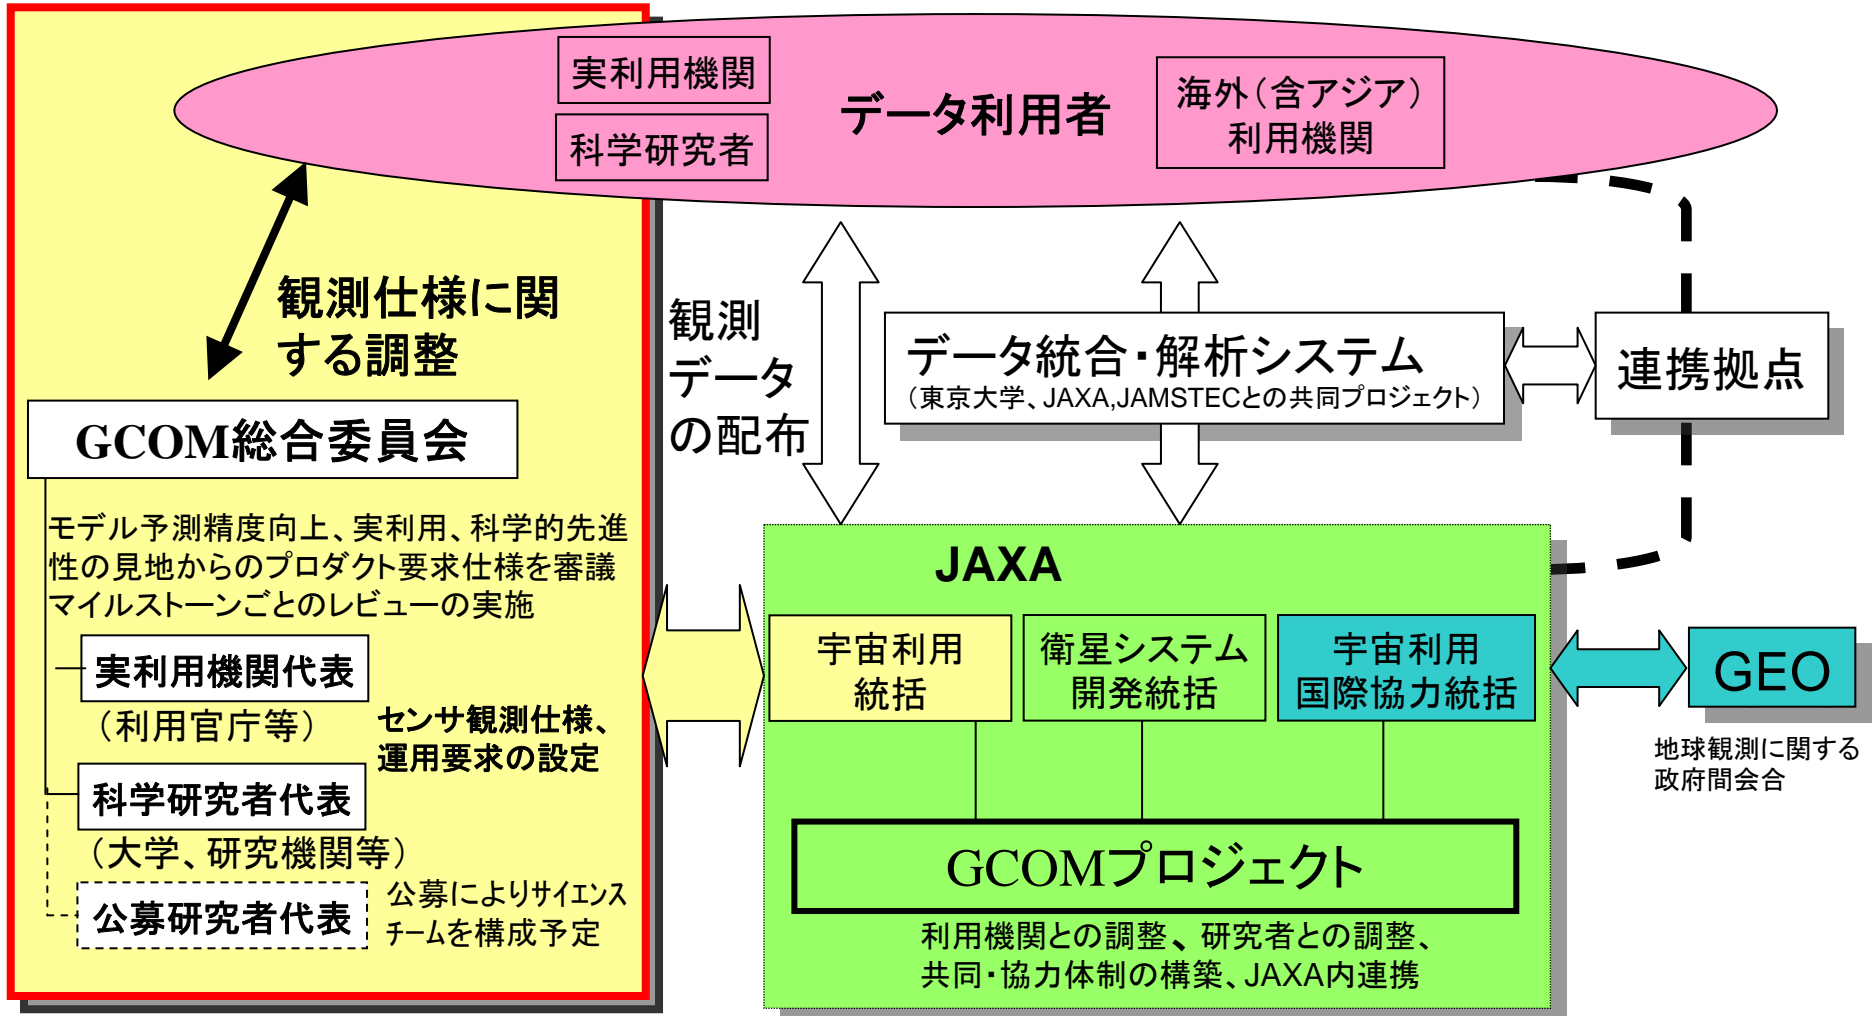 実利用機関
科学研究者
データ利用者
海外（含アジア）
利用機関
観測仕様に関
する調整
観測
データ
の配布
データ統合・解析システム
（東京大学、JAXA,JAMSTECとの共同プロジェクト）
連携拠点
GCOM総合委員会
モデル予測精度向上、実利用、科学的先進
性の見地からのプロダクト要求仕様を審議
マイルストーンごとのレビューの実施
実利用機関代表
（利用官庁等）
センサ観測仕様、
運用要求の設定
科学研究者代表
（大学、研究機関等）
公募研究者代表
公募によりサイエンス
チームを構成予定
JAXA
宇宙利用
統括
衛星システム
開発統括
宇宙利用
国際協力統括
GEO
地球観測に関する
政府間会合
GCOMプロジェクト
利用機関との調整、研究者との調整、
共同・協力体制の構築、JAXA内連携